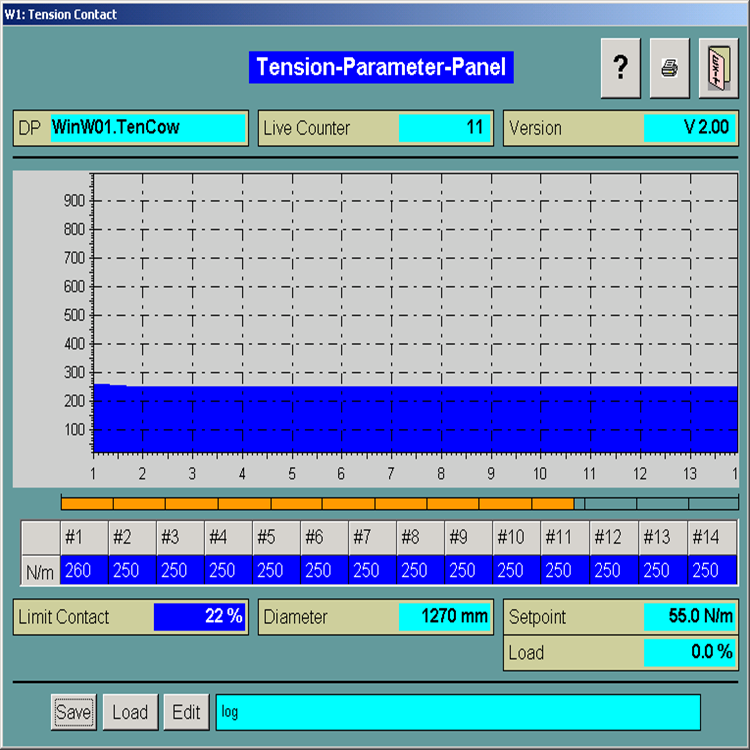 W1: Tension Contact
Tension-Parameter-Panel
?
DP WinW01.TenCow Live Counter 11 Version V 2.00
900
800
700
600
500
400
300
200
100
1 2 3 4 5 6 7 8 9 10 11 12 13 1
#1 #2 #3 #4 #5 #6 #7 #8 #9 #10 #11 #12 #13 #14
N/m 260 250 250 250 250 250 250 250 250 250 250 250 250 250
Limit Contact 22 % Diameter 1270 mm Setpoint 55.0 N/m
Load 0.0 %
Save Load Edit log